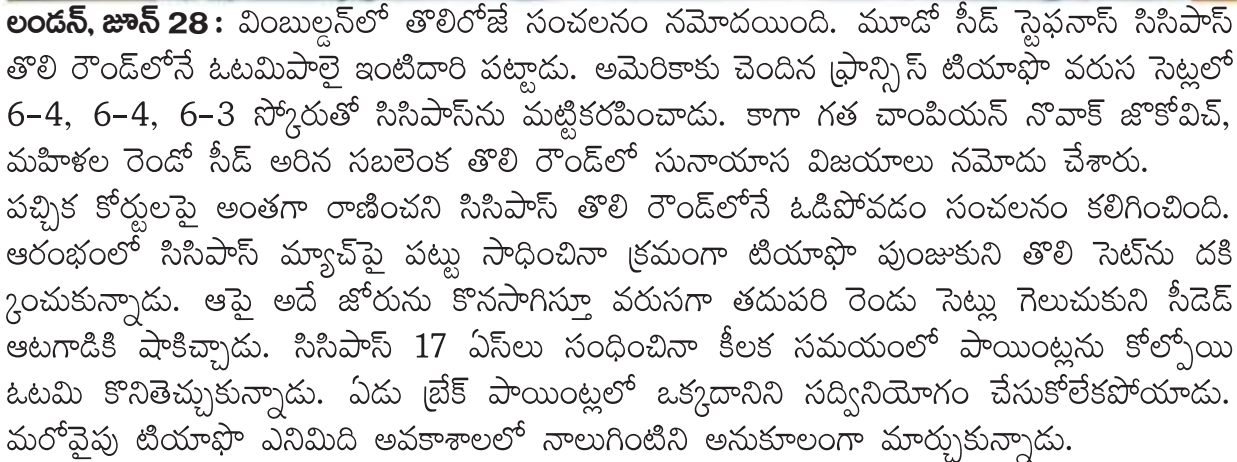 లండన్, జూన్ 28 : వింబుల్డన్‌లో తొలిరోజే సంచలనం నమోదయింది. మూడో సీడ్ స్టెఫనాస్ సిసిపాస్
తొలి రౌండ్‌లోనే ఓటమిపాలై ఇంటిదారి పట్టాడు. అమెరికాకు చెందిన ఫ్రాన్సిస్ టియాఫొ వరుస సెట్లలో
6-4, 6-4, 6-3 స్కోరుతో సిసిపాస్‌ను మట్టికరపించాడు. కాగా గత చాంపియన్ నొవాక్ జొకోవిచ్,
మహిళల రెండో సీడ్ అరిన సబలెంక తొలి రౌండ్‌లో సునాయాస విజయాలు నమోదు చేశారు.
పచ్చిక కోర్టులపై అంతగా రాణించని సిసిపాస్ తొలి రౌండ్‌లోనే ఓడిపోవడం సంచలనం కలిగించింది.
ఆరంభంలో సిసిపాస్ మ్యాచ్‌పై పట్టు సాధించినా క్రమంగా టియాఫొ పుంజుకుని తొలి సెట్‌ను దకి
్కంచుకున్నాడు. ఆపై అదే జోరును కొనసాగిస్తూ వరుసగా తదుపరి రెండు సెట్లు గెలుచుకుని సీడెడ్
ఆటగాడికి షాకిచ్చాడు. సిసిపాస్ 17 ఏస్‌లు సంధించినా కీలక సమయంలో పాయింట్లను కోల్పోయి
ఓటమి కొనితెచ్చుకున్నాడు. ఏడు బ్రేక్ పాయింట్లలో ఒక్కదానిని సద్వినియోగం చేసుకోలేకపోయాడు.
మరోవైపు టియాఫొ ఎనిమిది అవకాశాలలో నాలుగింటిని అనుకూలంగా మార్చుకున్నాడు.